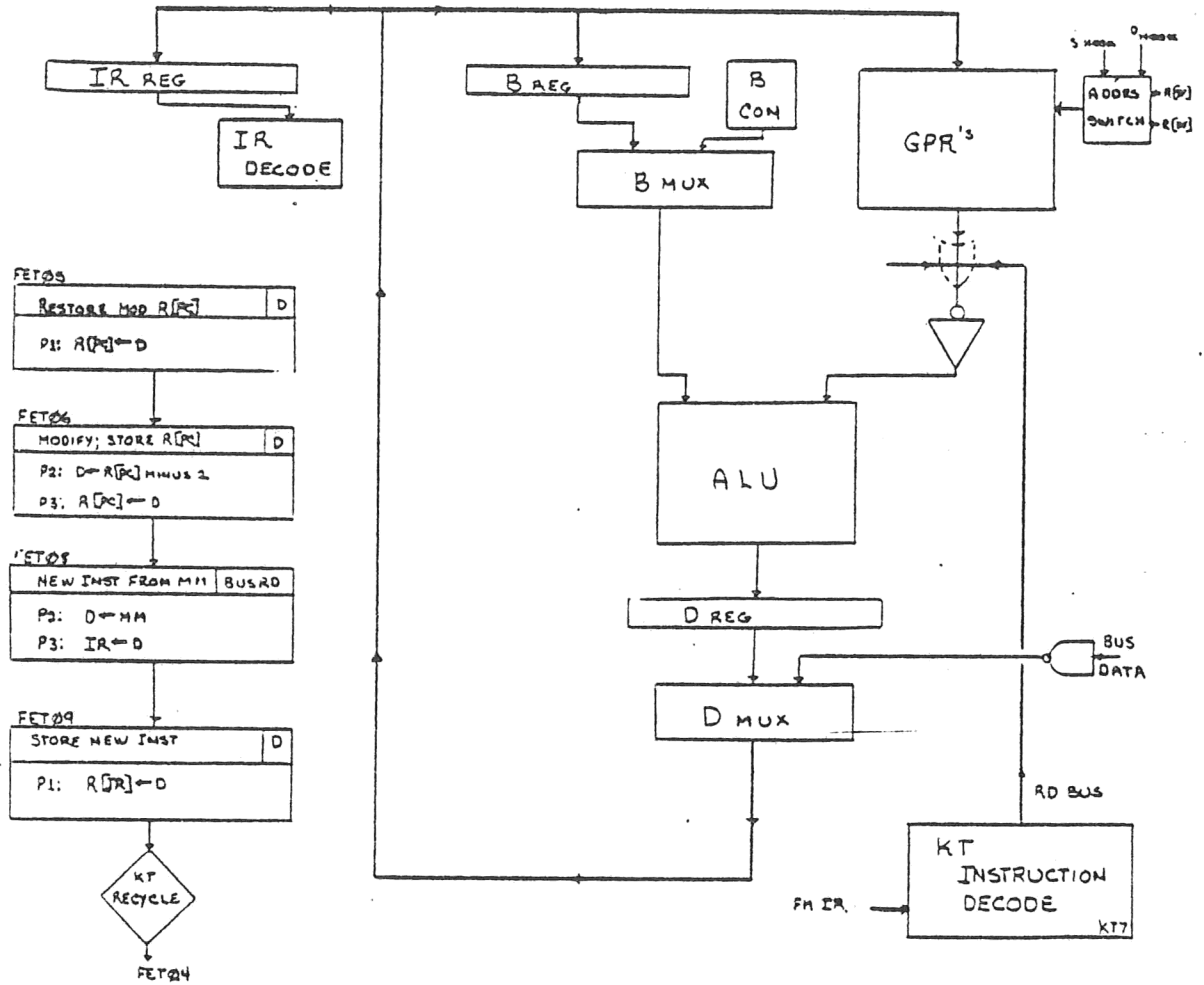 IR REG
IR
DECODE
B REG
B
CON
B MUX
GPR's
ADDRS
SWITCH
R[DF]
ALU
D REG
D MUX
BUS
DATA
RD BUS
KT
INSTRUCTION
DECODE
KT7
FM IR
FETØ5
RESTORE MOD R[PC] D
P1: R[PC]←D
FETØ6
MODIFY; STORE R[PC] D
P2: D←R[PC] MINUS 2
P3: R[PC]←D
FETØ8
NEW INST FROM MM BUSRD
P2: D←MM
P3: IR←D
FETØ9
STORE NEW INST D
P1: R[IR]←D
KT
RECYCLE
FETØ4